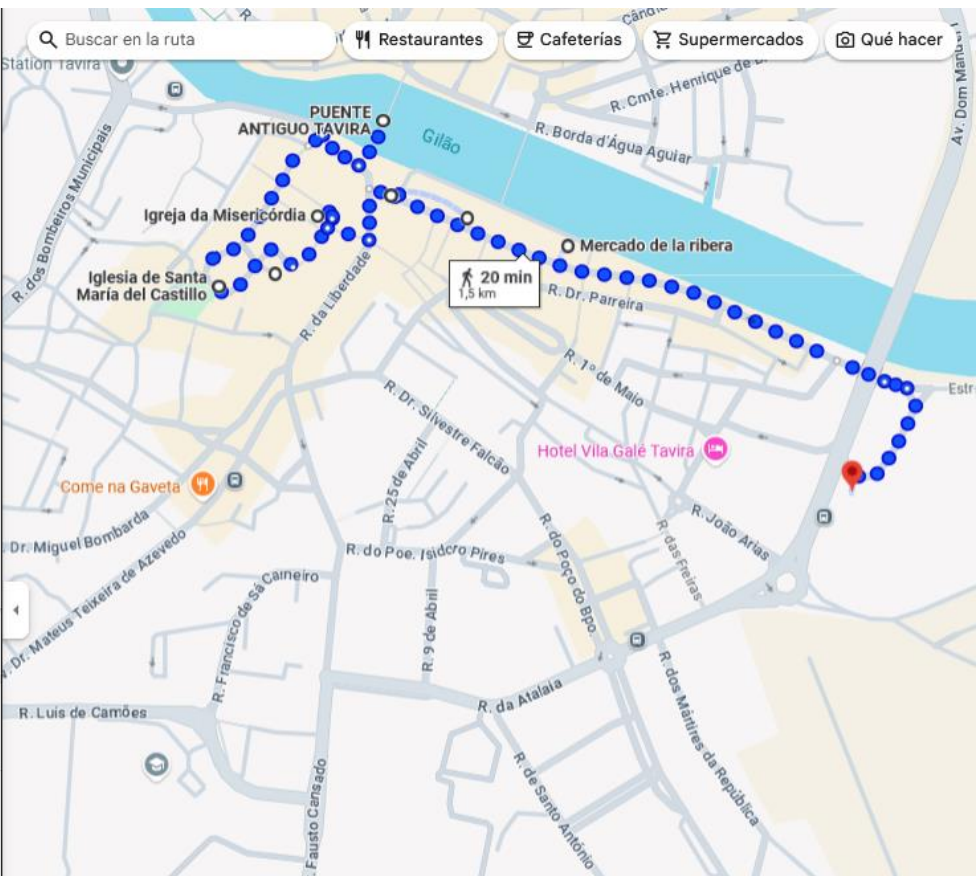 Buscar en la ruta
Restaurantes
Cafeterías
Supermercados
Qué hacer
Station Tavira
R. Cmte. Henrique de
Av. Dom Manuel
PUENTE
ANTIGUO TAVIRA
Gilão
R. Borda d'Água Aguiar
R. dos Bombeiros Municipais
Igreja da Misericórdia
Mercado de la ribera
Iglesia de Santa
María del Castillo
20 min
1,5 km
R. da Liberdade
R. Dr. Parreira
R. 1º de Maio
Estr
R. Dr. Silvestre Falcão
Hotel Vila Galé Tavira
R. 25 de Abril
Come na Gaveta
R. João Arias
Dr. Miguel Bombarda
R. do Poe. Isidoro Pires
R. do Poço do Bpo.
R. das Freiras
Dr. Mateus Teixeira de Azevedo
R. Francisco de Sá Carneiro
R. 9 de Abril
R. da Atalaia
R. dos Mártires da República
R. Luis de Camões
R. de Santo António
Fausto Cansado